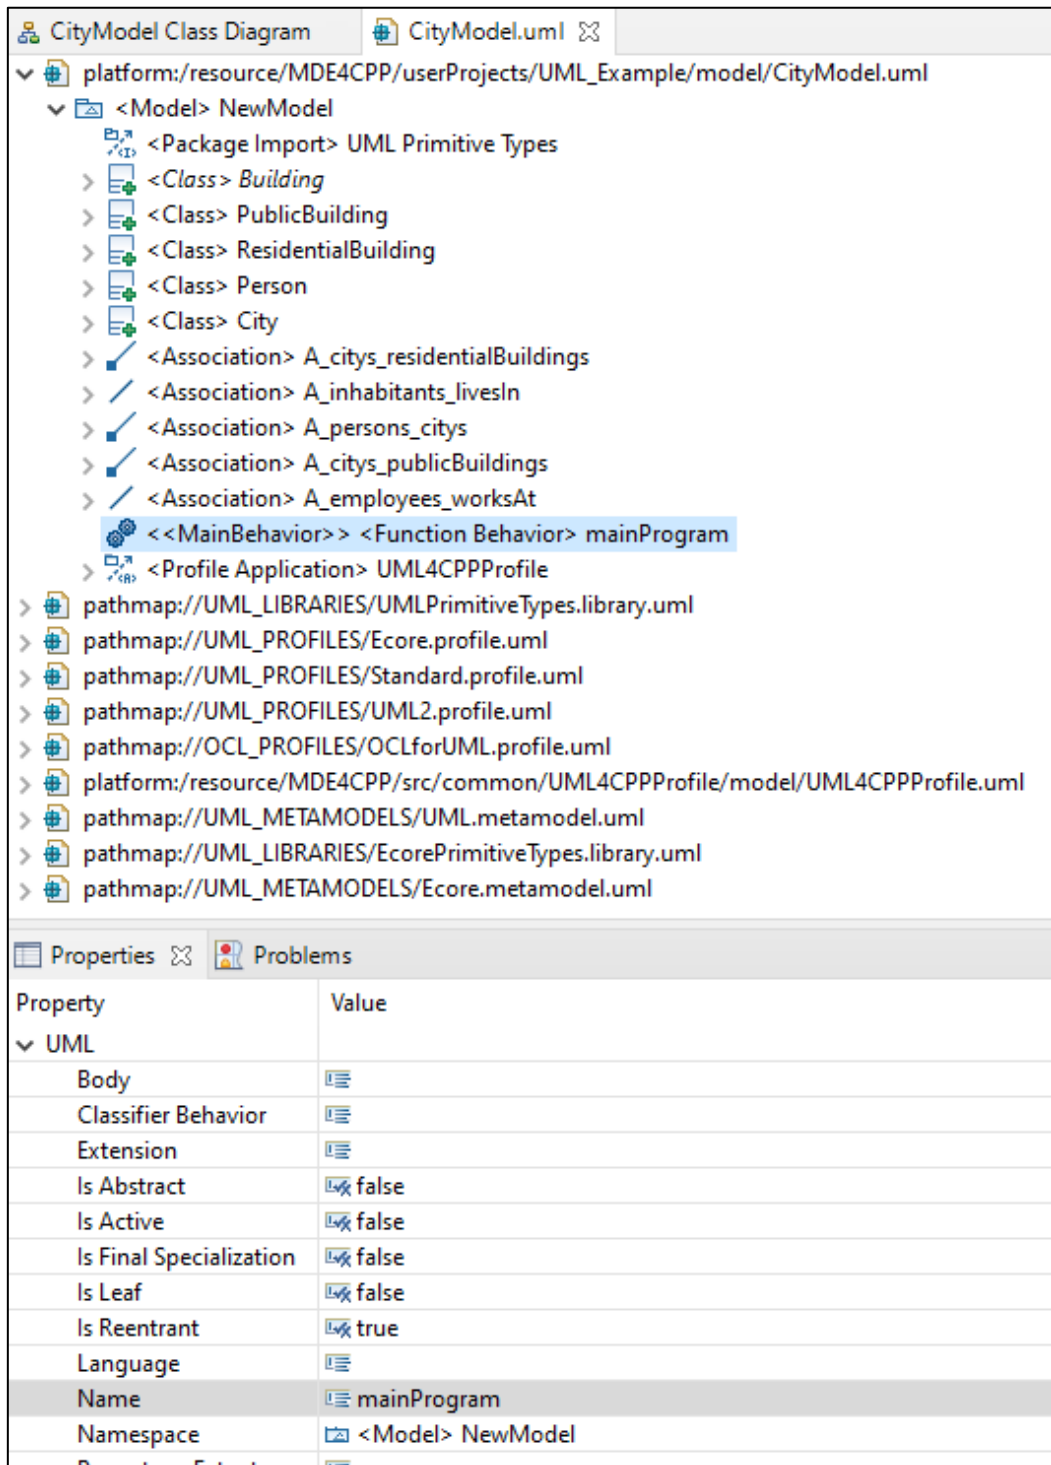 CityModel Class Diagram CityModel.uml
platform:/resource/MDE4CPP/userProjects/UML_Example/model/CityModel.uml
<Model> NewModel
<Package Import> UML Primitive Types
<Class> Building
<Class> PublicBuilding
<Class> ResidentialBuilding
<Class> Person
<Class> City
<Association> A_citys_residentialBuildings
<Association> A_inhabitants_livesIn
<Association> A_persons_citys
<Association> A_citys_publicBuildings
<Association> A_employees_worksAt
<<MainBehavior>> <Function Behavior> mainProgram
<Profile Application> UML4CPPProfile
pathmap://UML_LIBRARIES/UMLPrimitiveTypes.library.uml
pathmap://UML_PROFILES/Ecore.profile.uml
pathmap://UML_PROFILES/Standard.profile.uml
pathmap://UML_PROFILES/UML2.profile.uml
pathmap://OCL_PROFILES/OCLforUML.profile.uml
platform:/resource/MDE4CPP/src/common/UML4CPPProfile/model/UML4CPPProfile.uml
pathmap://UML_METAMODELS/UML.metamodel.uml
pathmap://UML_LIBRARIES/EcorePrimitiveTypes.library.uml
pathmap://UML_METAMODELS/Ecore.metamodel.uml
Properties Problems
Property Value
UML
Body
Classifier Behavior
Extension
Is Abstract false
Is Active false
Is Final Specialization false
Is Leaf false
Is Reentrant true
Language
Name mainProgram
Namespace <Model> NewModel